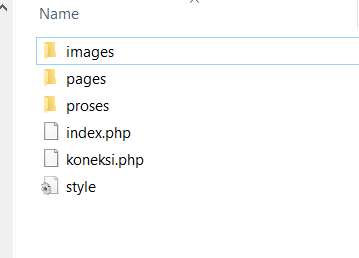 Name
images
pages
proses
index.php
koneksi.php
style